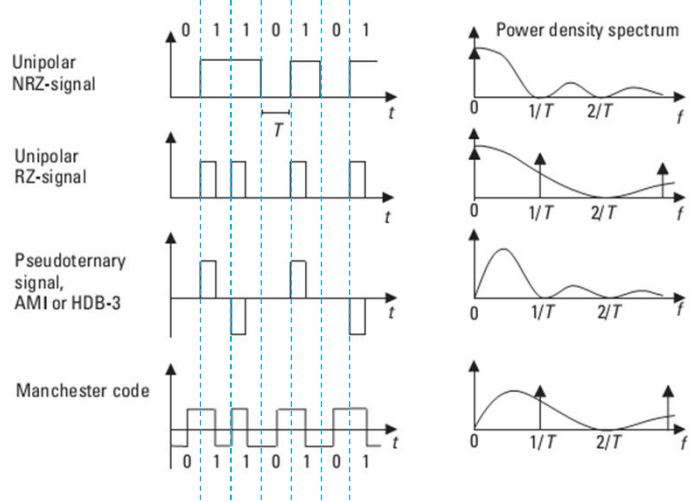 0 1 1 0 1 0 1
Power density spectrum
Unipolar
NRZ-signal
t
T
0 1/T 2/T f
Unipolar
RZ-signal
t
0 1/T 2/T f
Pseudoternary
signal,
AMI or HDB-3
t
0 1/T 2/T f
Manchester code
t
0 1/T 2/T f
0 1 1 0 1 0 1